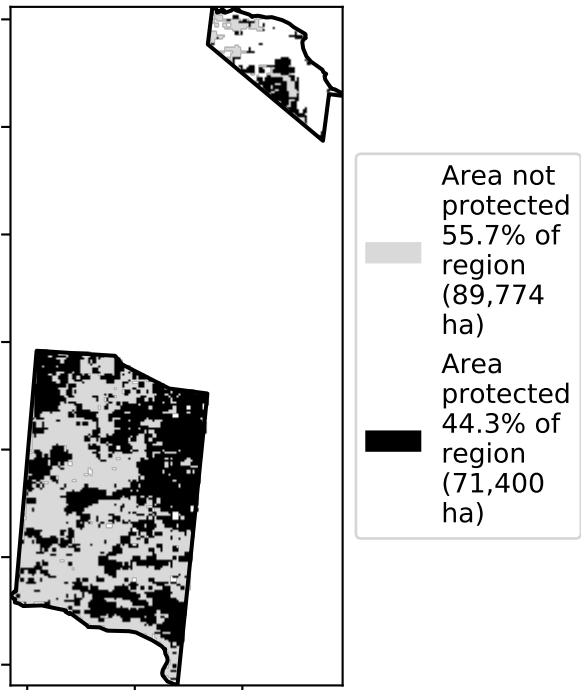 Area not
protected
55.7% of
region
(89,774
ha)
Area
protected
44.3% of
region
(71,400
ha)